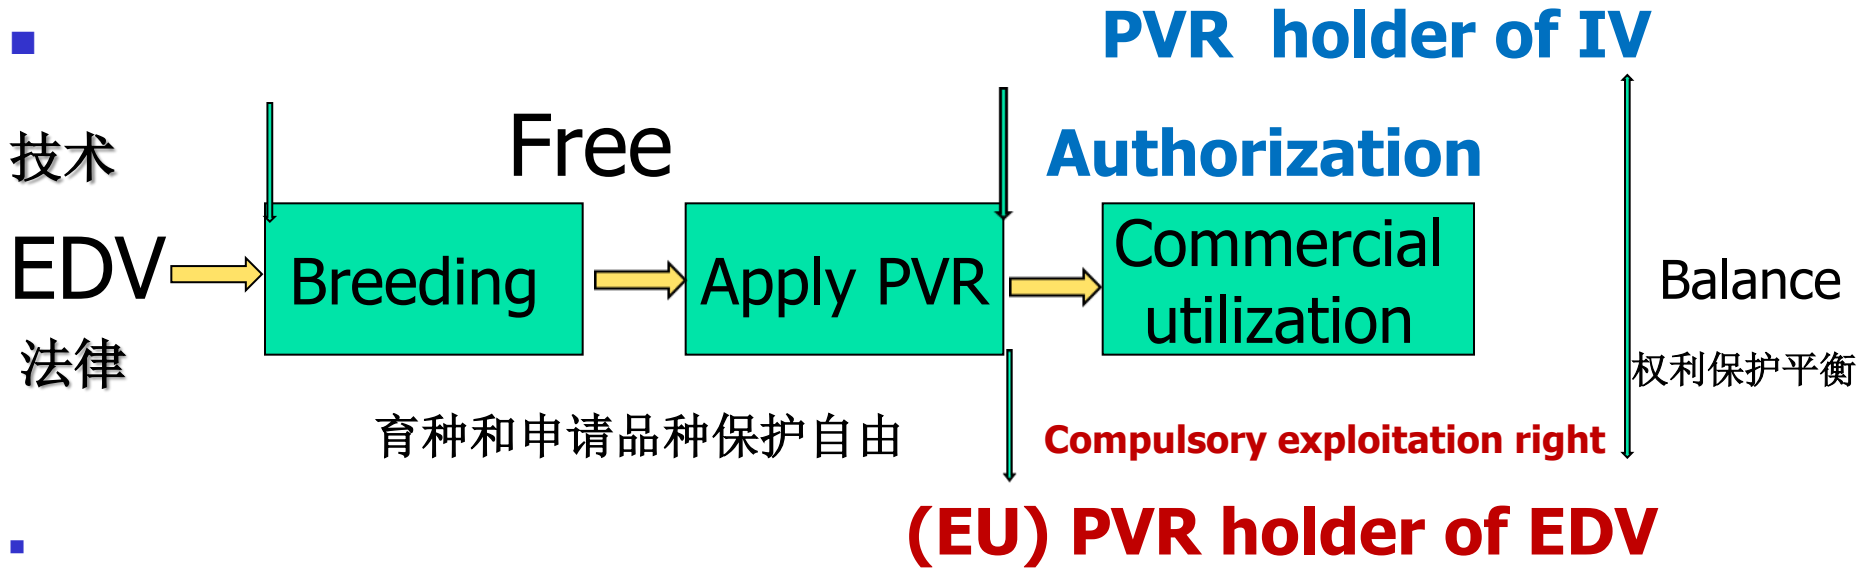 PVR holder of IV
技术
Free
Authorization
EDV
Breeding
Apply PVR
Commercial
utilization
Balance
法律
权利保护平衡
育种和申请品种保护自由
Compulsory exploitation right
(EU) PVR holder of EDV